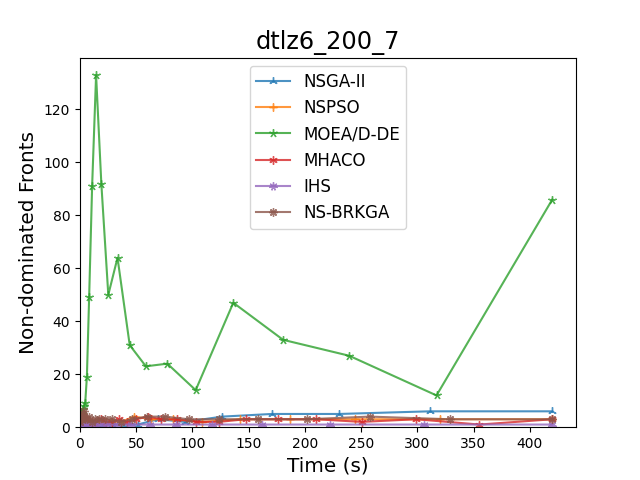 dtlz6_200_7
Non-dominated Fronts
120
100
80
60
40
20
0
NSGA-II
NSPSO
MOEA/D-DE
MHACO
IHS
NS-BRKGA
0 50 100 150 200 250 300 350 400
Time (s)